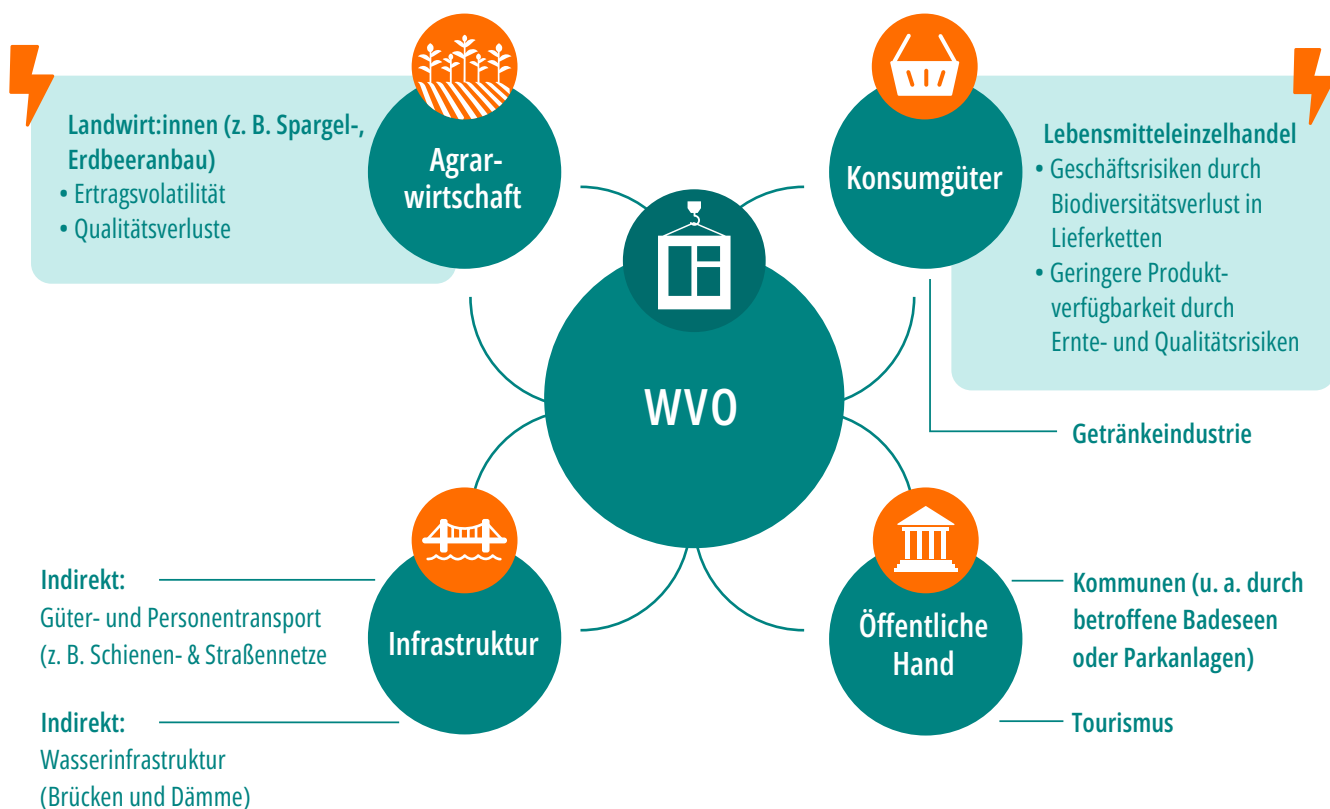 Landwirt:innen (z. B. Spargel-,
Erdbeeranbau)
• Ertragsvolatilität
• Qualitätsverluste
Agrar-
wirtschaft
Konsumgüter
Lebensmitteleinzelhandel
• Geschäftsrisiken durch
Biodiversitätsverlust in
Lieferketten
• Geringere Produkt-
verfügbarkeit durch
Ernte- und Qualitätsrisiken
WVO
Getränkeindustrie
Indirekt:
Güter- und Personentransport
(z. B. Schienen- & Straßennetze
Indirekt:
Wasserinfrastruktur
(Brücken und Dämme)
Infrastruktur
Öffentliche
Hand
Kommunen (u. a. durch
betroffene Badeseen
oder Parkanlagen)
Tourismus